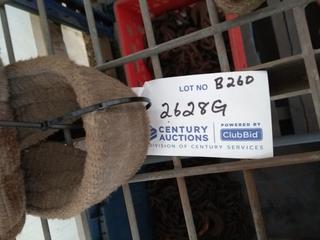 LOT NO B260
2628G
CENTURY AUCTIONS
POWERED BY
ClubBid
DIVISION OF CENTURY SERVICES